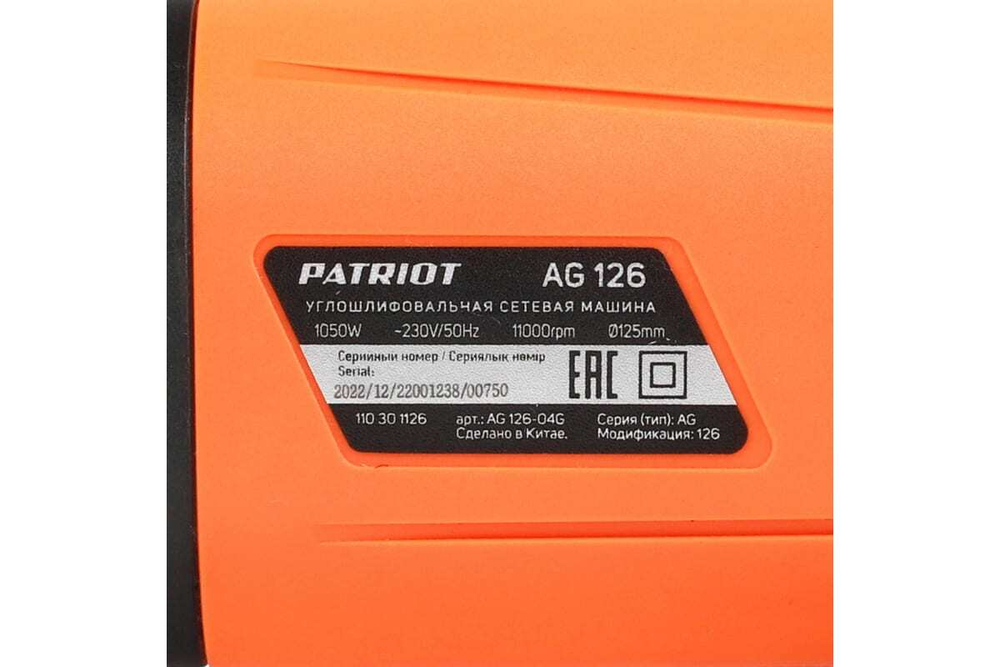 PATRIOT AG 126
УГЛОШЛИФОВАЛЬНАЯ СЕТЕВАЯ МАШИНА
1050W ~230V/50Hz 11000rpm Ø125mm
Серийный номер / Сериялық нөмір
Serial:
2022/12/22001238/00750
EAC
110 30 1126 арт.: AG 126-04G Серия (тип): AG
Сделано в Китае. Модификация: 126